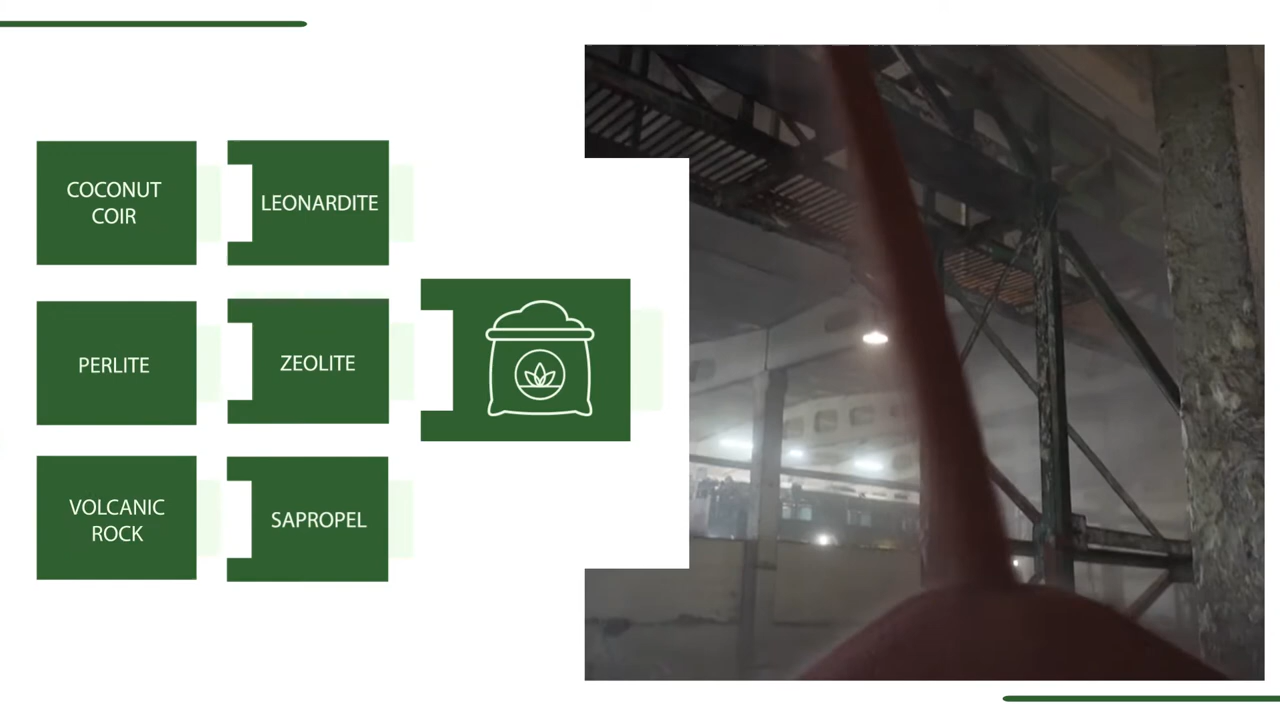 COCONUT
COIR
LEONARDITE
PERLITE
ZEOLITE
VOLCANIC
ROCK
SAPROPEL